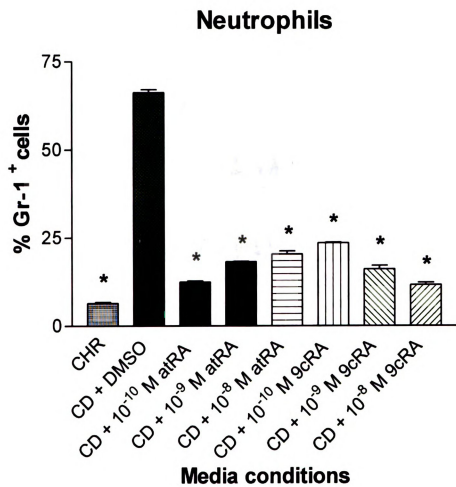 Neutrophils
% Gr-1 + cells
75
50
25
0
*
*
*
*
*
*
*
CHR
CD + DMSO
CD + 10⁻¹⁰ M atRA
CD + 10⁻⁹ M atRA
CD + 10⁻⁸ M atRA
CD + 10⁻¹⁰ M 9cRA
CD + 10⁻⁹ M 9cRA
CD + 10⁻⁸ M 9cRA
Media conditions